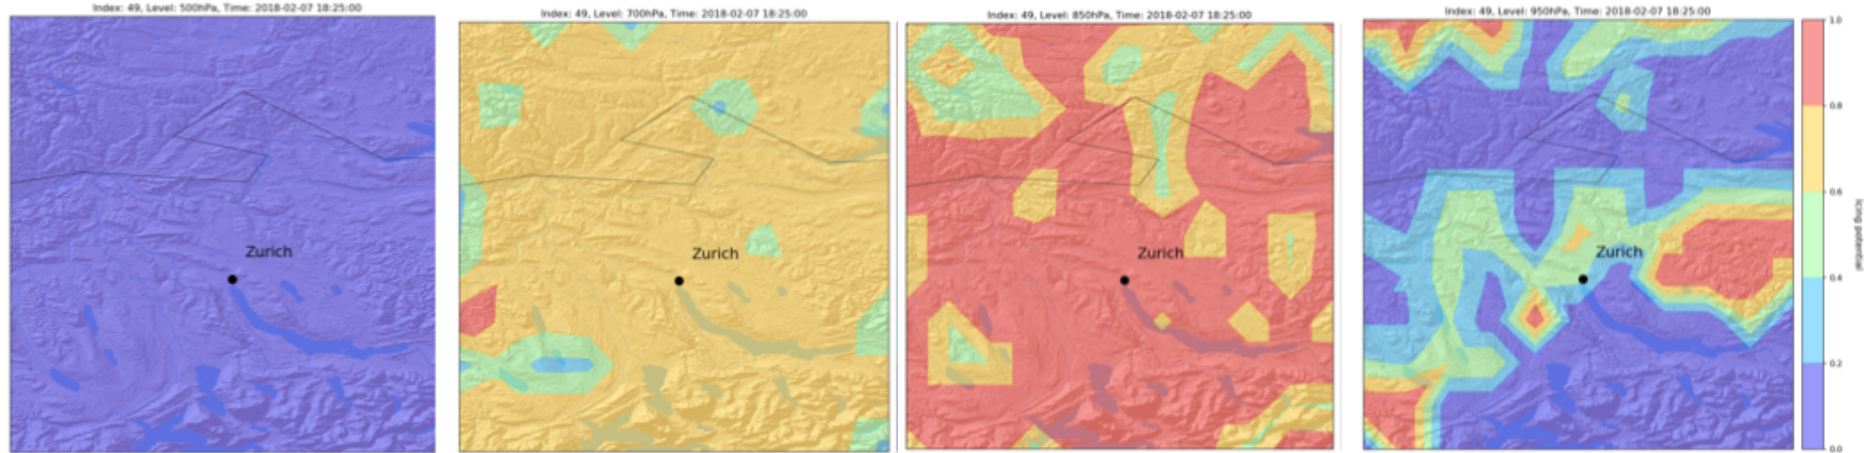 Index: 49, Level: 500hPa, Time: 2018-02-07 18:25:00
Index: 49, Level: 700hPa, Time: 2018-02-07 18:25:00
Index: 49, Level: 850hPa, Time: 2018-02-07 18:25:00
Index: 49, Level: 950hPa, Time: 2018-02-07 18:25:00
Zurich
Zurich
Zurich
Zurich
1.0
0.8
0.6
0.4
0.2
0.0
Icing potential